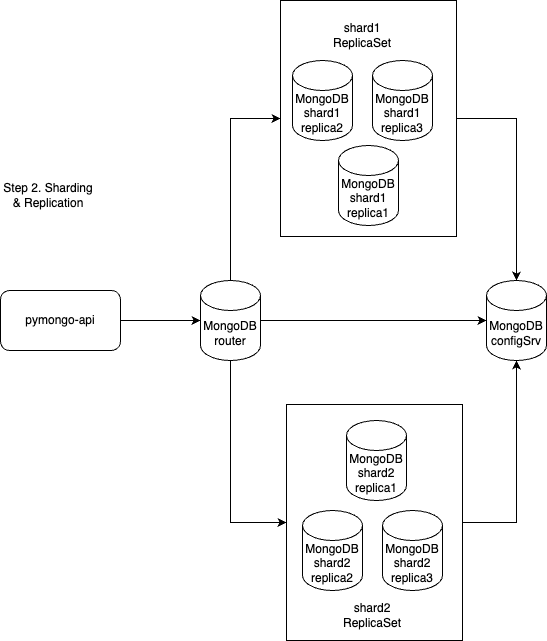 shard1
ReplicaSet
MongoDB
shard1
replica2
MongoDB
shard1
replica3
MongoDB
shard1
replica1
Step 2. Sharding
& Replication
pymongo-api
MongoDB
router
MongoDB
configSrv
MongoDB
shard2
replica1
MongoDB
shard2
replica2
MongoDB
shard2
replica3
shard2
ReplicaSet